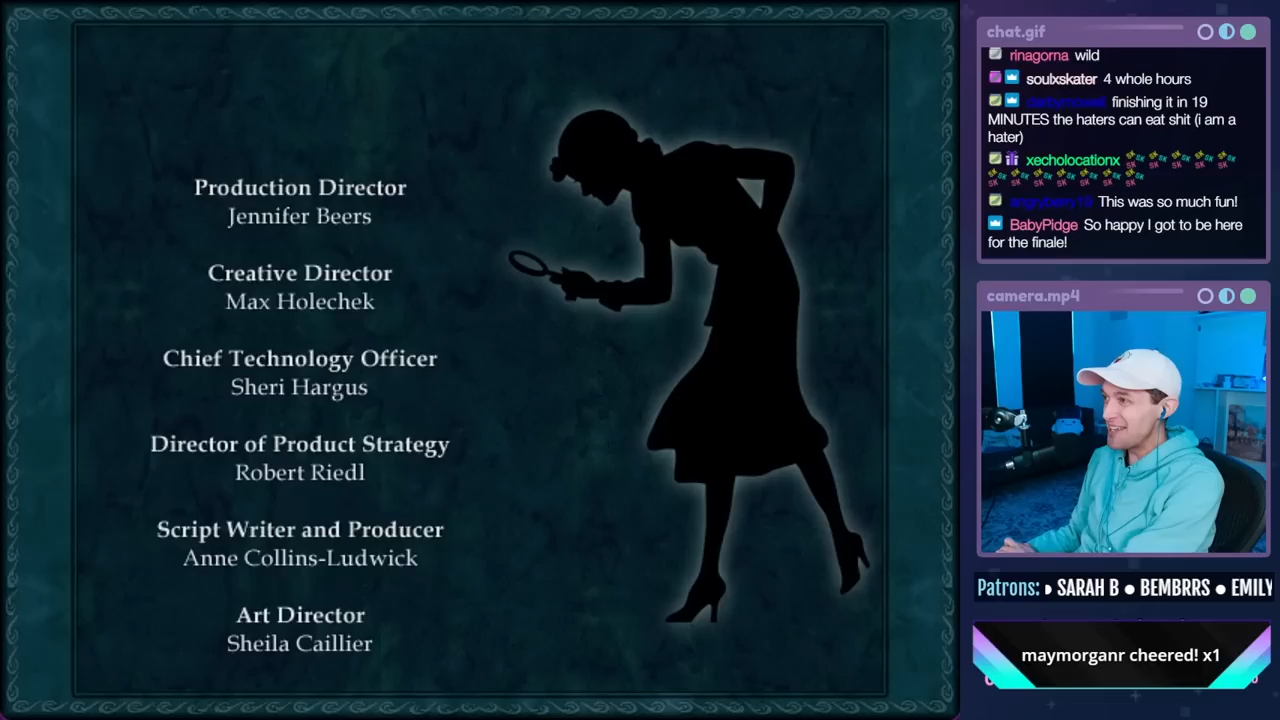 Production Director
Jennifer Beers
Creative Director
Max Holechek
Chief Technology Officer
Sheri Hargus
Director of Product Strategy
Robert Riedl
Script Writer and Producer
Anne Collins-Ludwick
Art Director
Sheila Caillier
chat.gif
rinagorna wild
soulxskater 4 whole hours
finishing it in 19
MINUTES the haters can eat shit (i am a
hater)
xecholocationx
This was so much fun!
BabyPidge So happy I got to be here
for the finale!
camera.mp4
Patrons: SARAH B ● BEMBRRS ● EMILY
maymorganr cheered! x1